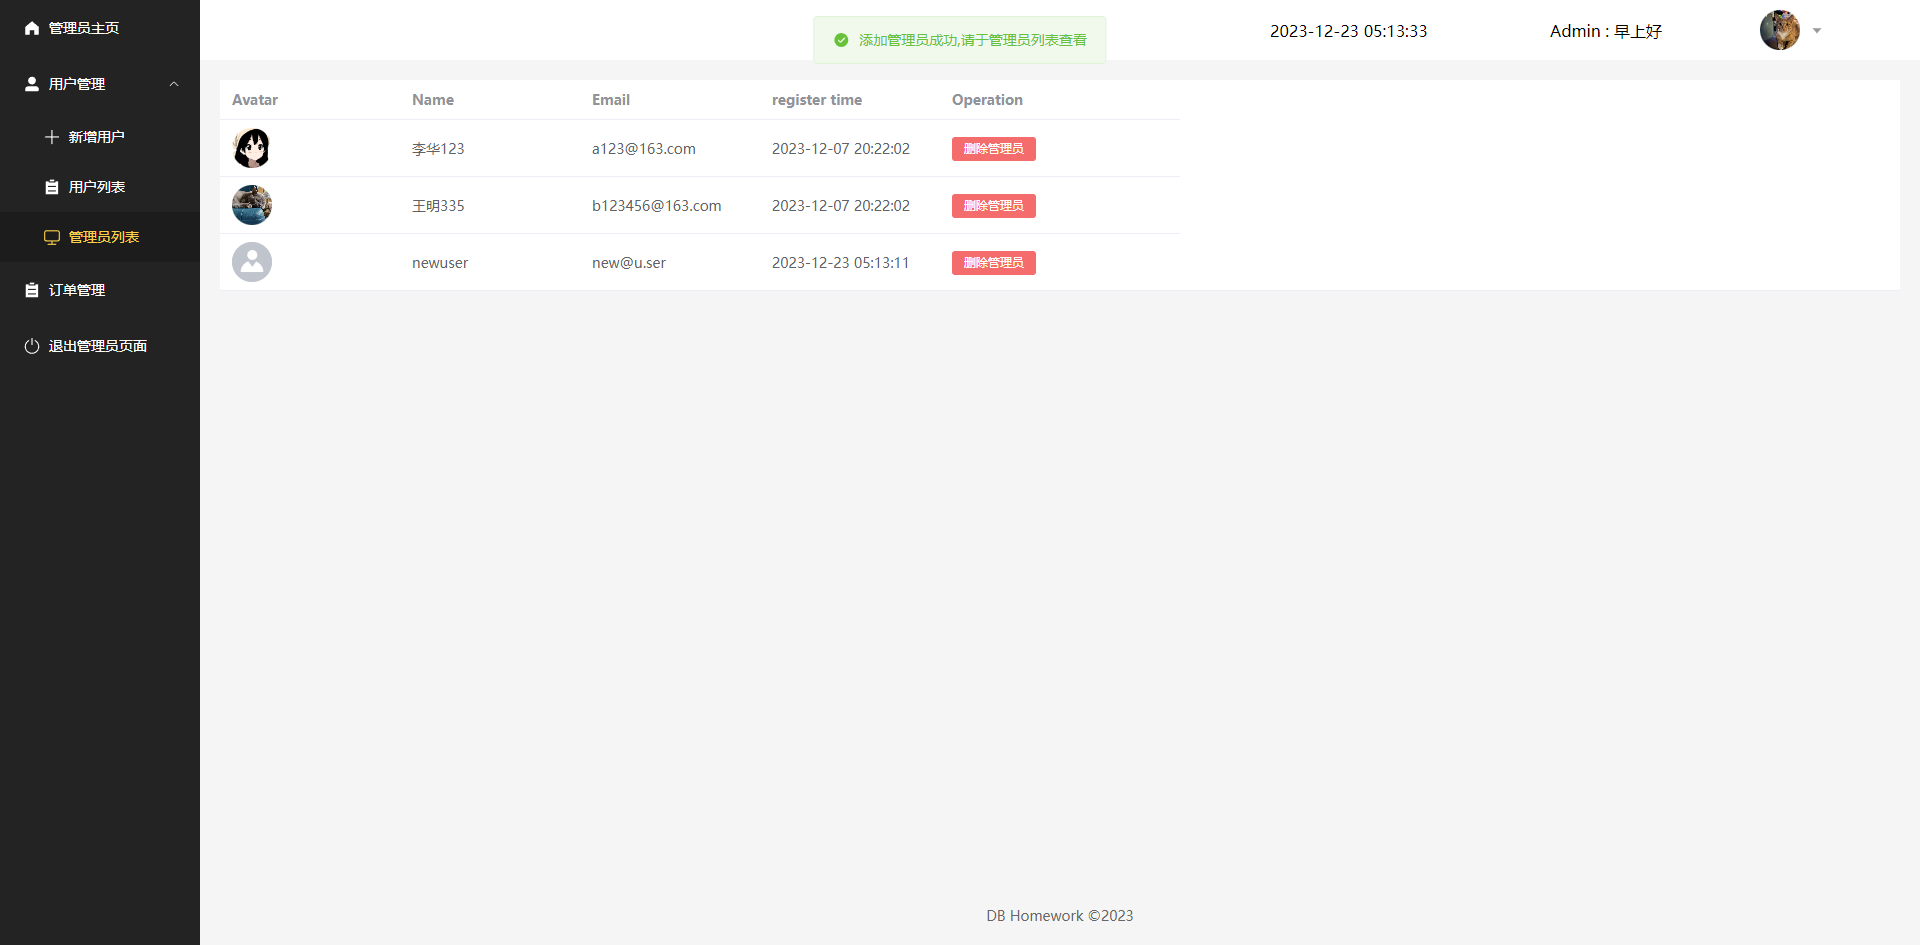 管理员主页
用户管理
新增用户
用户列表
管理员列表
订单管理
退出管理员页面
添加管理员成功,请于管理员列表查看
2023-12-23 05:13:33
Admin : 早上好
Avatar Name Email register time Operation
李华123 a123@163.com 2023-12-07 20:22:02 删除管理员
王明335 b123456@163.com 2023-12-07 20:22:02 删除管理员
newuser new@u.ser 2023-12-23 05:13:11 删除管理员
DB Homework ©2023